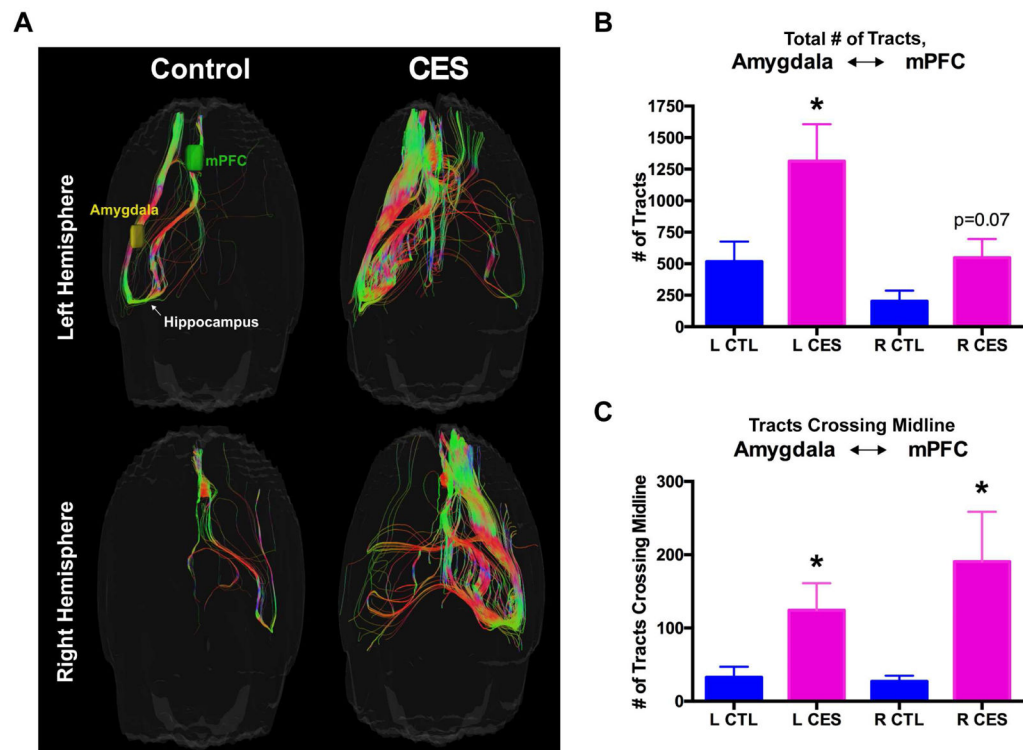 A
Control
CES
Left Hemisphere
mPFC
Amygdala
Hippocampus
Right Hemisphere
B
Total # of Tracts,
Amygdala ↔ mPFC
# of Tracts
1750
1500
1250
1000
750
500
250
0
*
p=0.07
L CTL L CES R CTL R CES
C
Tracts Crossing Midline
Amygdala ↔ mPFC
# of Tracts Crossing Midline
300
200
100
0
*
*
L CTL L CES R CTL R CES